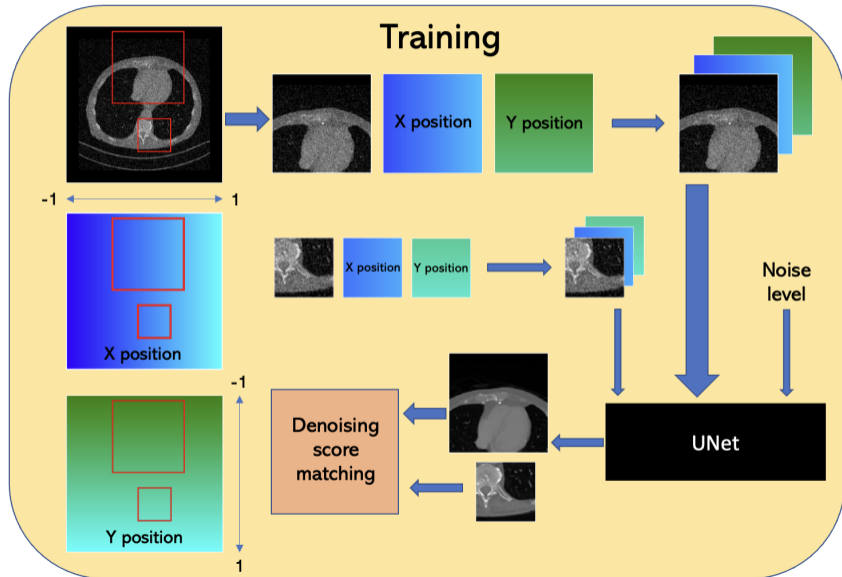 Training
X position
Y position
-1
1
X position
Y position
X position
Noise
level
-1
Denoising
score
matching
UNet
Y position
1